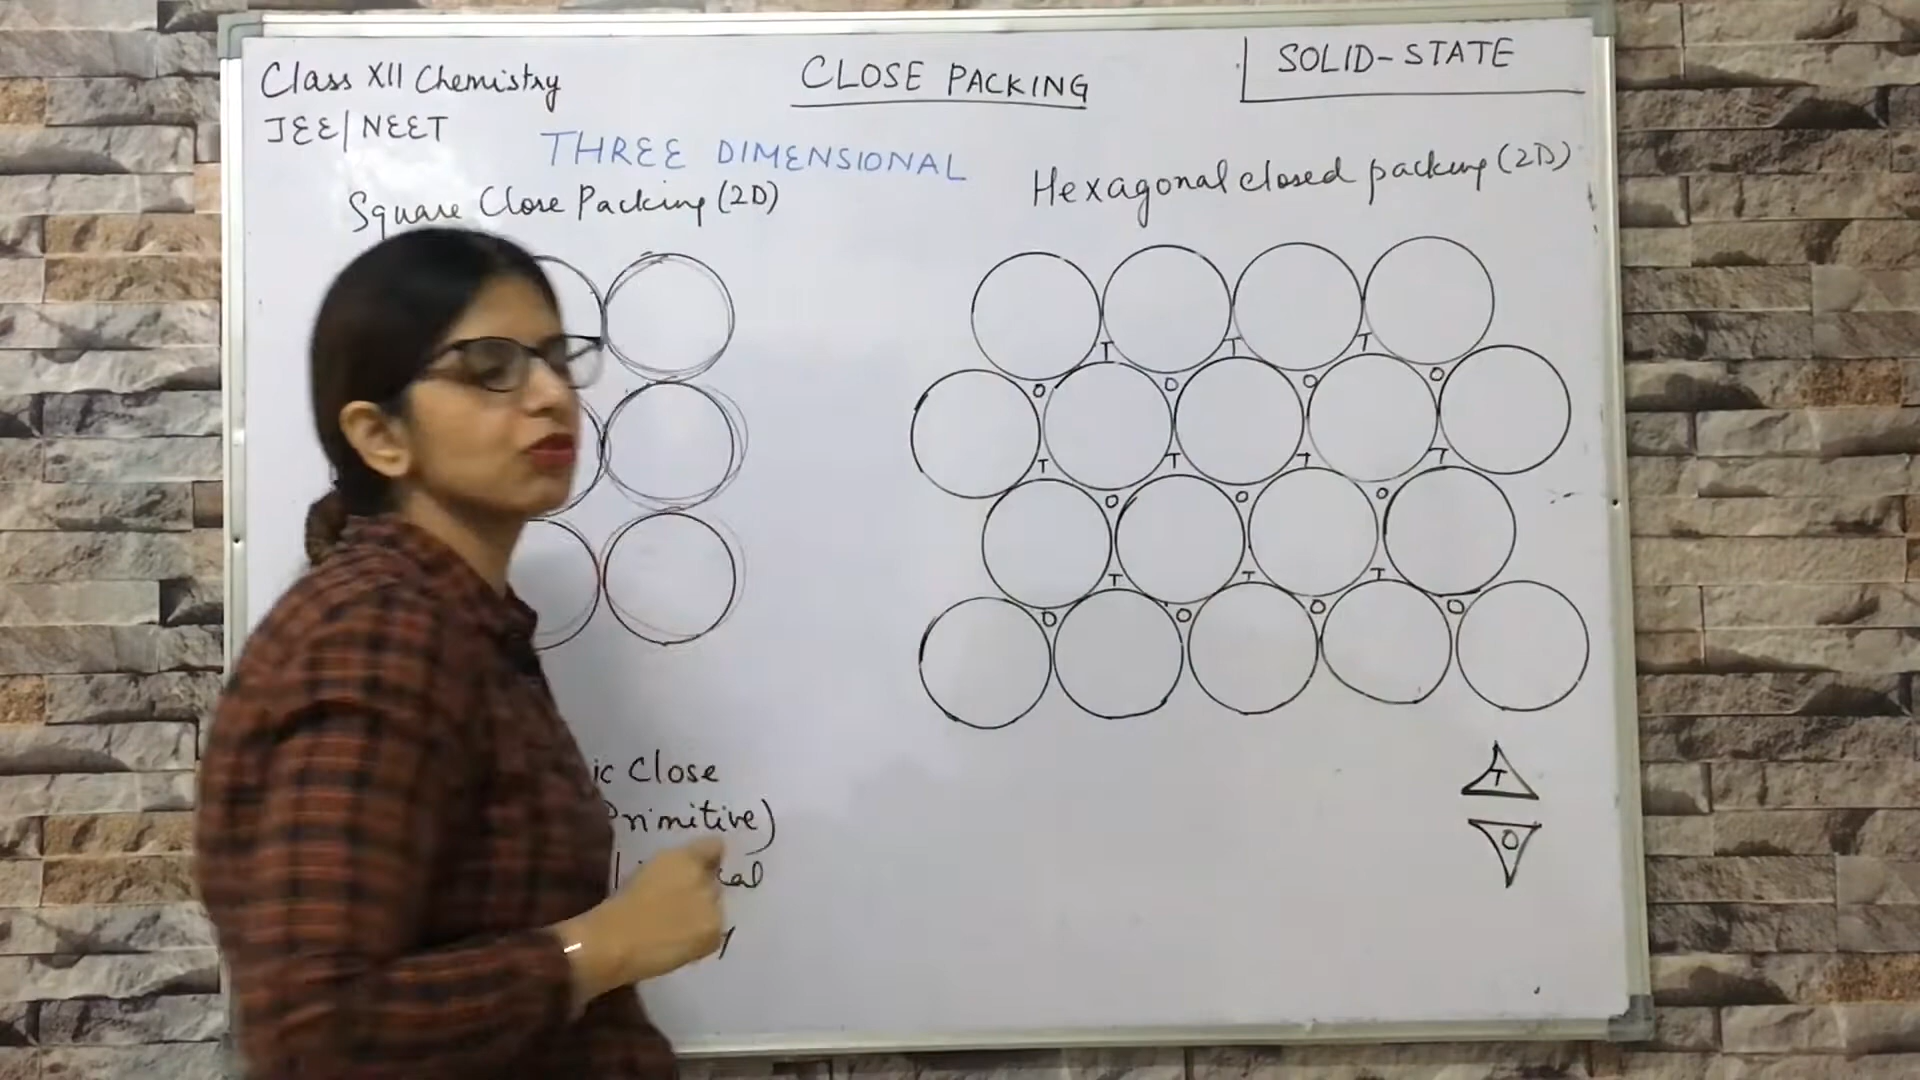 Class XII Chemistry
JEE/NEET
CLOSE PACKING
SOLID-STATE
THREE DIMENSIONAL
Square Close Packing (2D)
Hexagonal closed packing (2D)
T T T
O O O O
T T T T
O O O
T T T
O O O O
ic Close
Primitive)
T
O